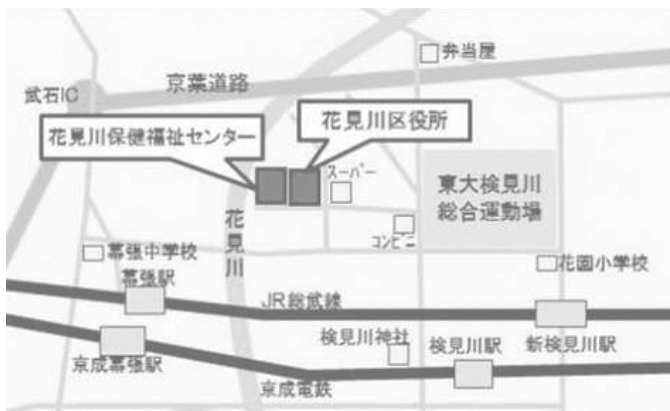 弁当屋
京葉道路
武石IC
花見川区役所
花見川保健福祉センター
スーパー
東大検見川
総合運動場
花見川
コンビニ
幕張中学校
花園小学校
幕張駅
JR総武線
検見川神社
検見川駅
新検見川駅
京成幕張駅
京成電鉄